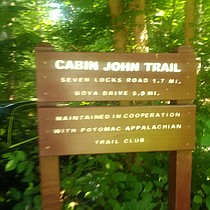 CABIN JOHN TRAIL
SEVEN LOCKS ROAD 1.7 MI.
GOYA DRIVE 5.9 MI.
MAINTAINED IN COOPERATION
WITH POTOMAC APPALACHIAN
TRAIL CLUB